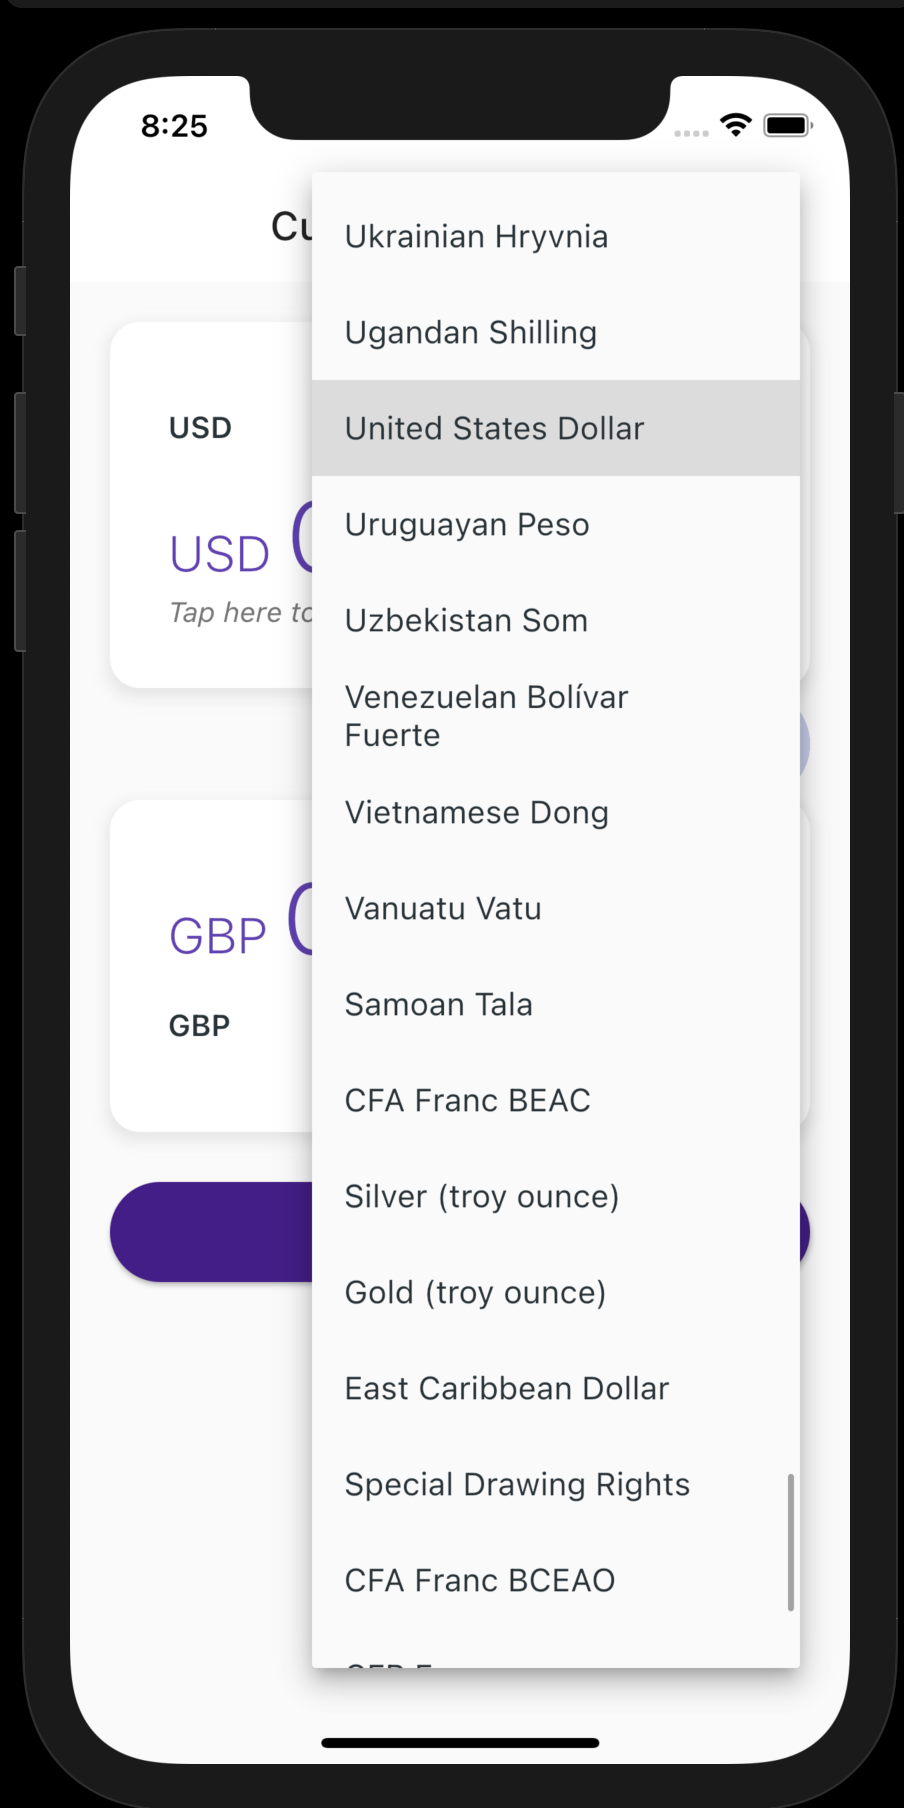 8:25
Cu
Ukrainian Hryvnia
Ugandan Shilling
USD
United States Dollar
Uruguayan Peso
USD
Tap here to
Uzbekistan Som
Venezuelan Bolívar
Fuerte
Vietnamese Dong
GBP
Vanuatu Vatu
GBP
Samoan Tala
CFA Franc BEAC
Silver (troy ounce)
Gold (troy ounce)
East Caribbean Dollar
Special Drawing Rights
CFA Franc BCEAO